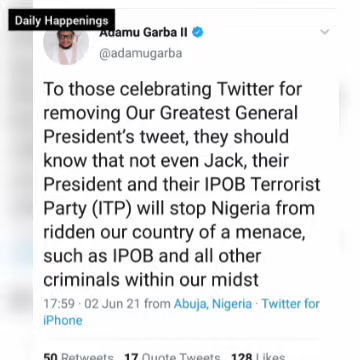 Daily Happenings
Adamu Garba II
@adamugarba
To those celebrating Twitter for
removing Our Greatest General
President's tweet, they should
know that not even Jack, their
President and their IPOB Terrorist
Party (ITP) will stop Nigeria from
ridden our country of a menace,
such as IPOB and all other
criminals within our midst
17:59 · 02 Jun 21 from Abuja, Nigeria · Twitter for
iPhone
50 Retweets 17 Quote Tweets 128 Likes